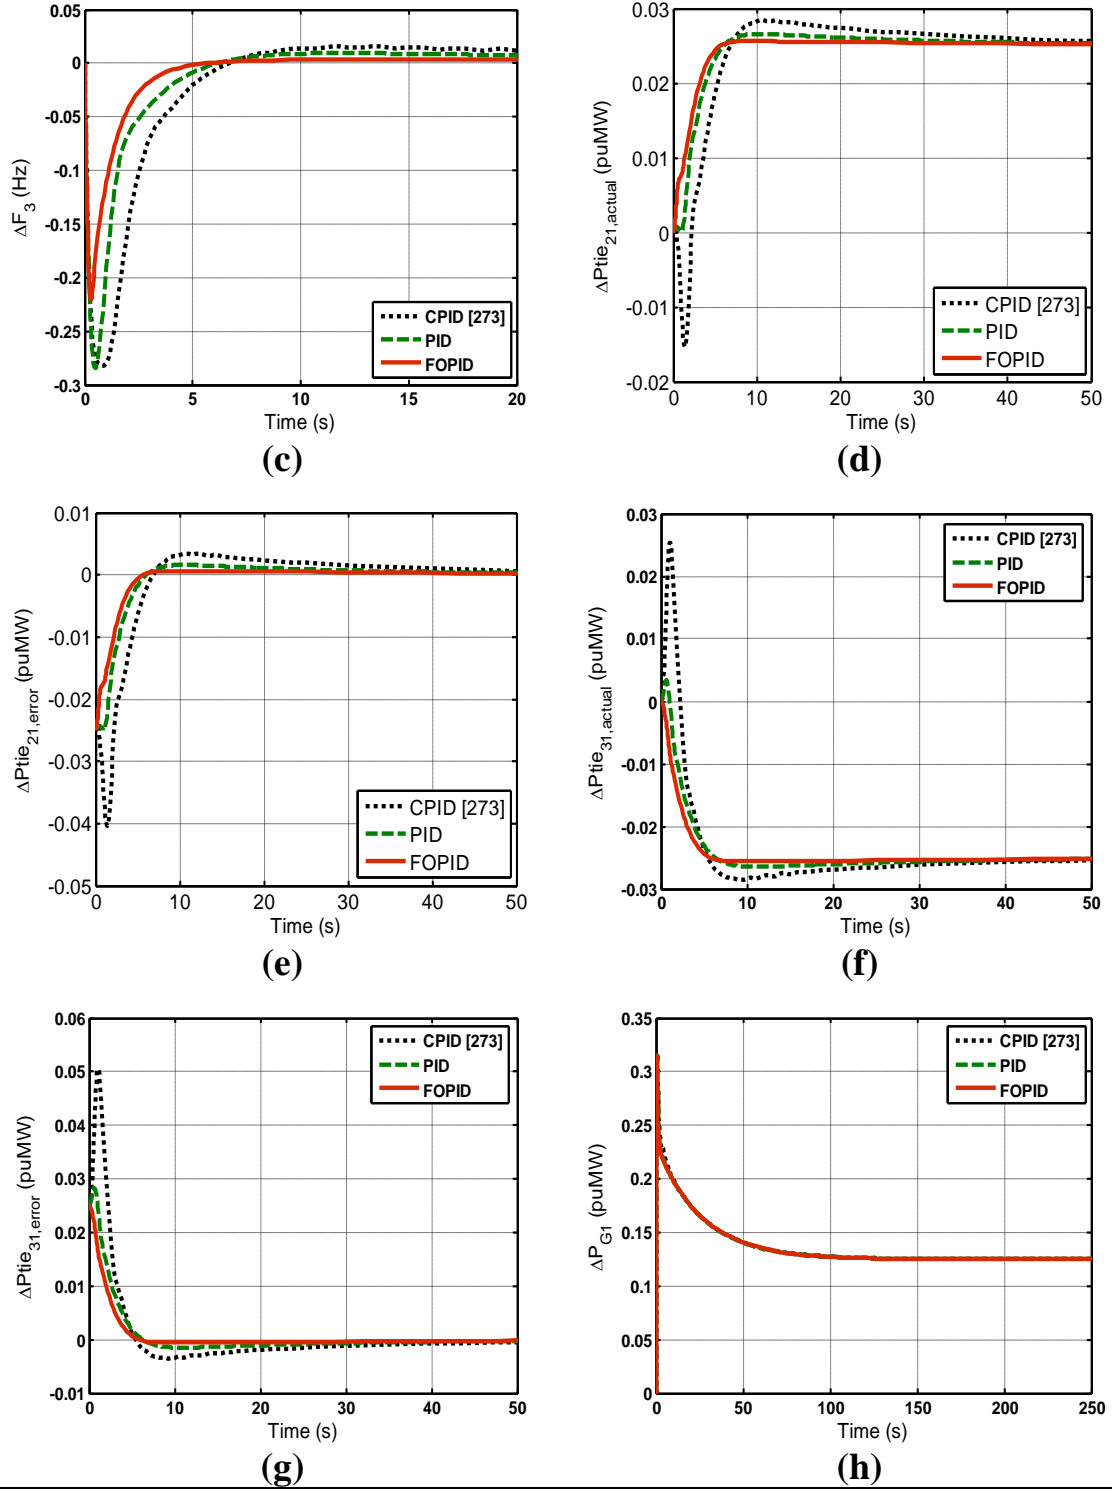 0.05
0
-0.05
-0.1
-0.15
-0.2
-0.25
-0.3
ΔF3 (Hz)
0 5 10 15 20
Time (s)
CPID [273]
PID
FOPID
(c)
0.03
0.02
0.01
0
-0.01
-0.02
ΔPtie21,actual (puMW)
0 10 20 30 40 50
Time (s)
CPID [273]
PID
FOPID
(d)
0.01
0
-0.01
-0.02
-0.03
-0.04
-0.05
ΔPtie21,error (puMW)
0 10 20 30 40 50
Time (s)
CPID [273]
PID
FOPID
(e)
0.03
0.02
0.01
0
-0.01
-0.02
-0.03
ΔPtie31,actual (puMW)
0 10 20 30 40 50
Time (s)
CPID [273]
PID
FOPID
(f)
0.06
0.05
0.04
0.03
0.02
0.01
0
-0.01
ΔPtie31,error (puMW)
0 10 20 30 40 50
Time (s)
CPID [273]
PID
FOPID
(g)
0.35
0.3
0.25
0.2
0.15
0.1
0.05
0
ΔPG1 (puMW)
0 50 100 150 200 250
Time (s)
CPID [273]
PID
FOPID
(h)